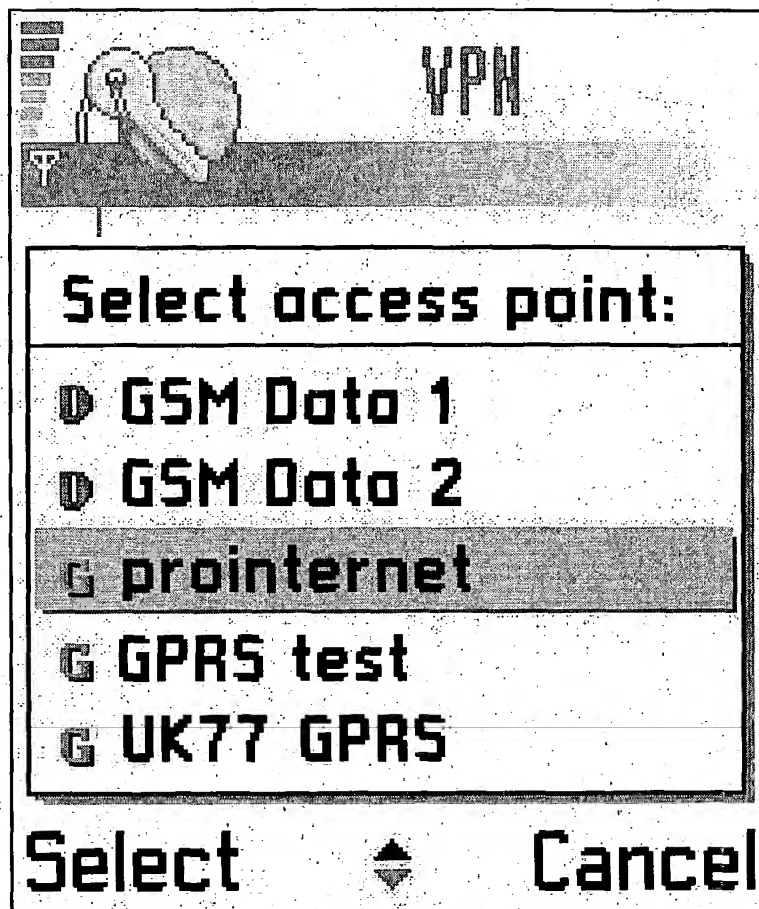 VPN
Select access point:
D GSM Data 1
D GSM Data 2
G prointernet
G GPRS test
G UK77 GPRS
Select Cancel